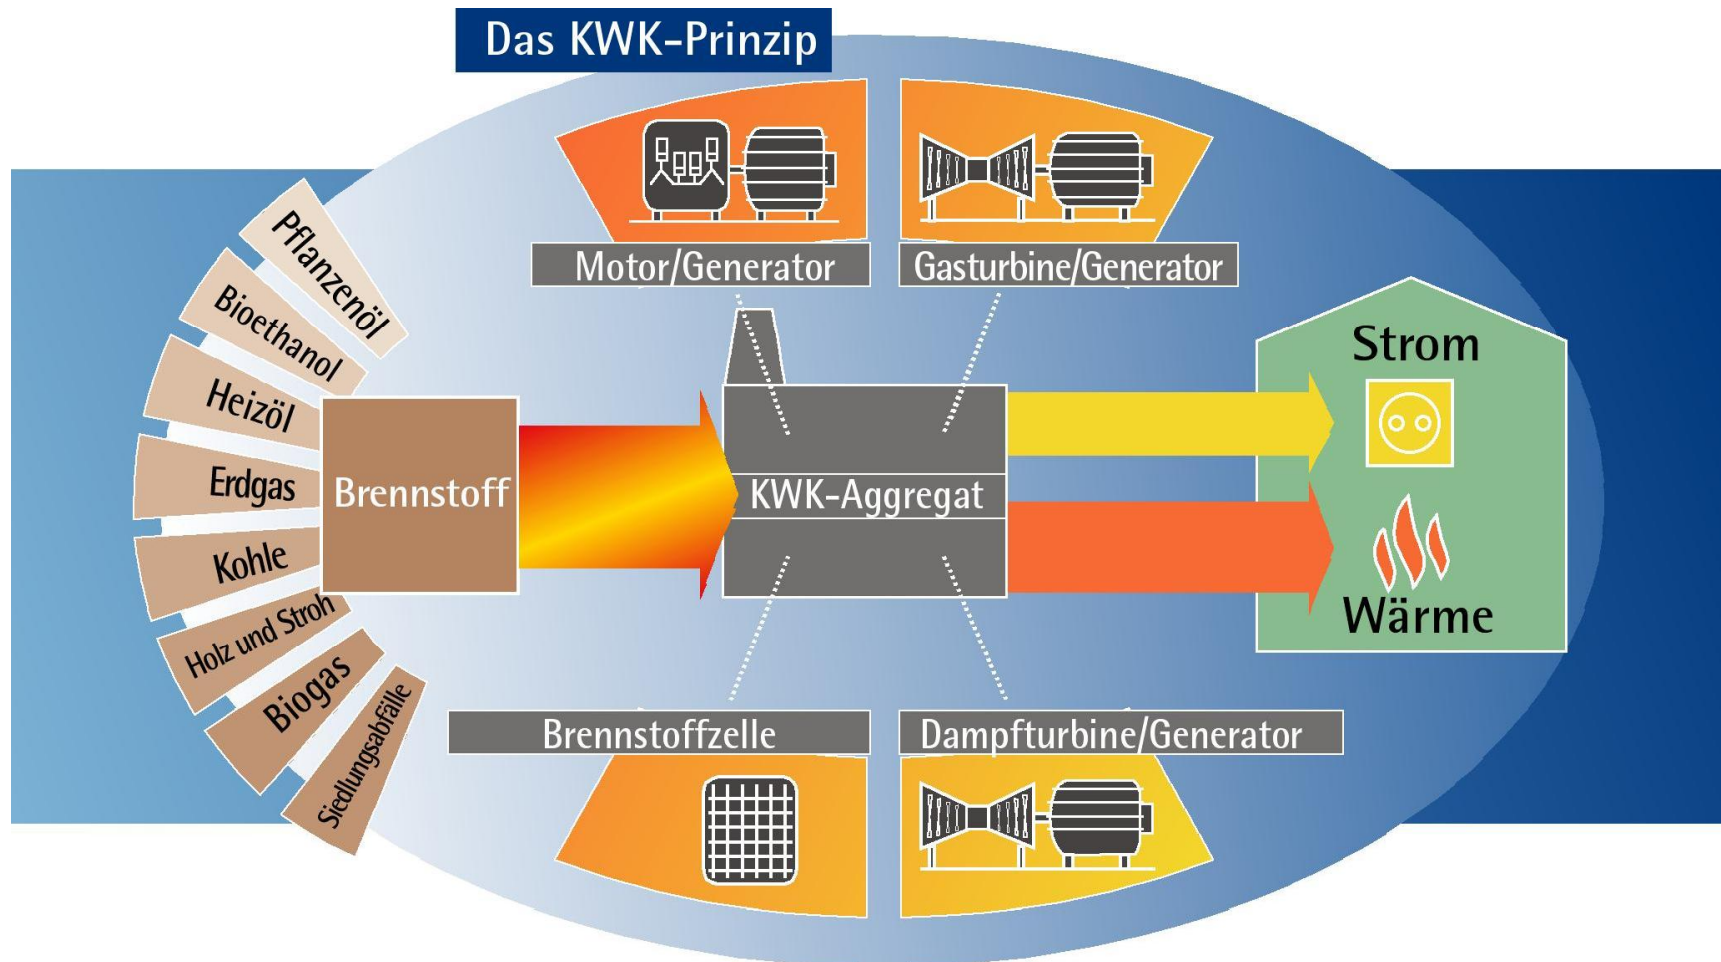 Das KWK-Prinzip
Motor/Generator
Gasturbine/Generator
Pflanzenöl
Bioethanol
Heizöl
Erdgas
Kohle
Holz und Stroh
Biogas
Siedlungsabfälle
Brennstoff
KWK-Aggregat
Strom
Wärme
Brennstoffzelle
Dampfturbine/Generator